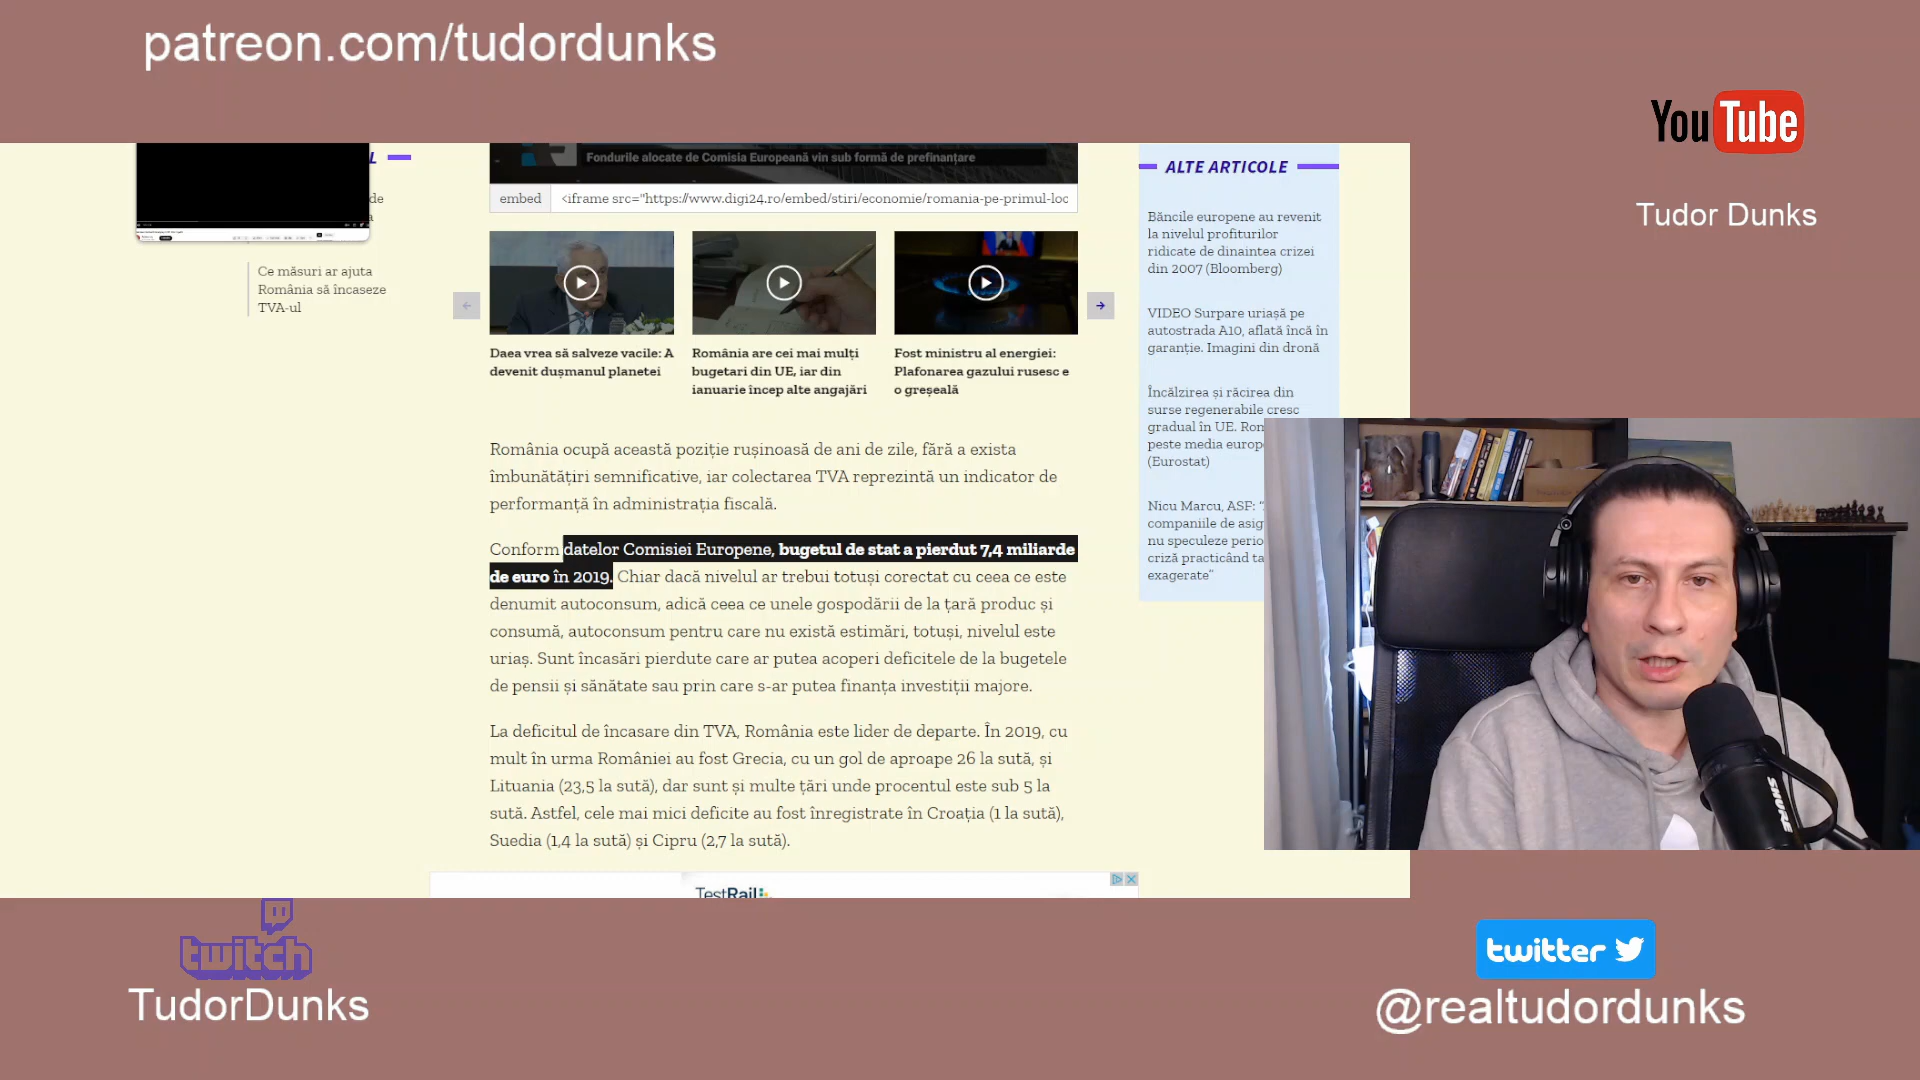 patreon.com/tudordunks
YouTube
Tudor Dunks
L
de
a
Ce măsuri ar ajuta
România să încaseze
TVA-ul
Fondurile alocate de Comisia Europeană vin sub formă de prefinanțare
embed
<iframe src="https://www.digi24.ro/embed/stiri/economie/romania-pe-primul-loc
Daea vrea să salveze vacile: A
devenit dușmanul planetei
România are cei mai mulți
bugetari din UE, iar din
ianuarie încep alte angajări
Fost ministru al energiei:
Plafonarea gazului rusesc e
o greșeală
România ocupă această poziție rușinoasă de ani de zile, fără a exista
îmbunătățiri semnificative, iar colectarea TVA reprezintă un indicator de
performanță în administrația fiscală.
Conform datelor Comisiei Europene, bugetul de stat a pierdut 7,4 miliarde
de euro în 2019. Chiar dacă nivelul ar trebui totuși corectat cu ceea ce este
denumit autoconsum, adică ceea ce unele gospodării de la țară produc și
consumă, autoconsum pentru care nu există estimări, totuși, nivelul este
uriaș. Sunt încasări pierdute care ar putea acoperi deficitele de la bugetele
de pensii și sănătate sau prin care s-ar putea finanța investiții majore.
La deficitul de încasare din TVA, România este lider de departe. În 2019, cu
mult în urma României au fost Grecia, cu un gol de aproape 26 la sută, și
Lituania (23,5 la sută), dar sunt și multe țări unde procentul este sub 5 la
sută. Astfel, cele mai mici deficite au fost înregistrate în Croația (1 la sută),
Suedia (1,4 la sută) și Cipru (2,7 la sută).
TestRail
ALTE ARTICOLE
Băncile europene au revenit
la nivelul profiturilor
ridicate de dinaintea crizei
din 2007 (Bloomberg)
VIDEO Surpare uriașă pe
autostrada A10, aflată încă în
garanție. Imagini din dronă
Încălzirea și răcirea din
surse regenerabile cresc
gradual în UE. Rom
peste media europe
(Eurostat)
Nicu Marcu, ASF: "
companiile de asig
nu speculeze perio
criză practicând ta
exagerate"
SHURE
twitch
TudorDunks
twitter
@realtudordunks